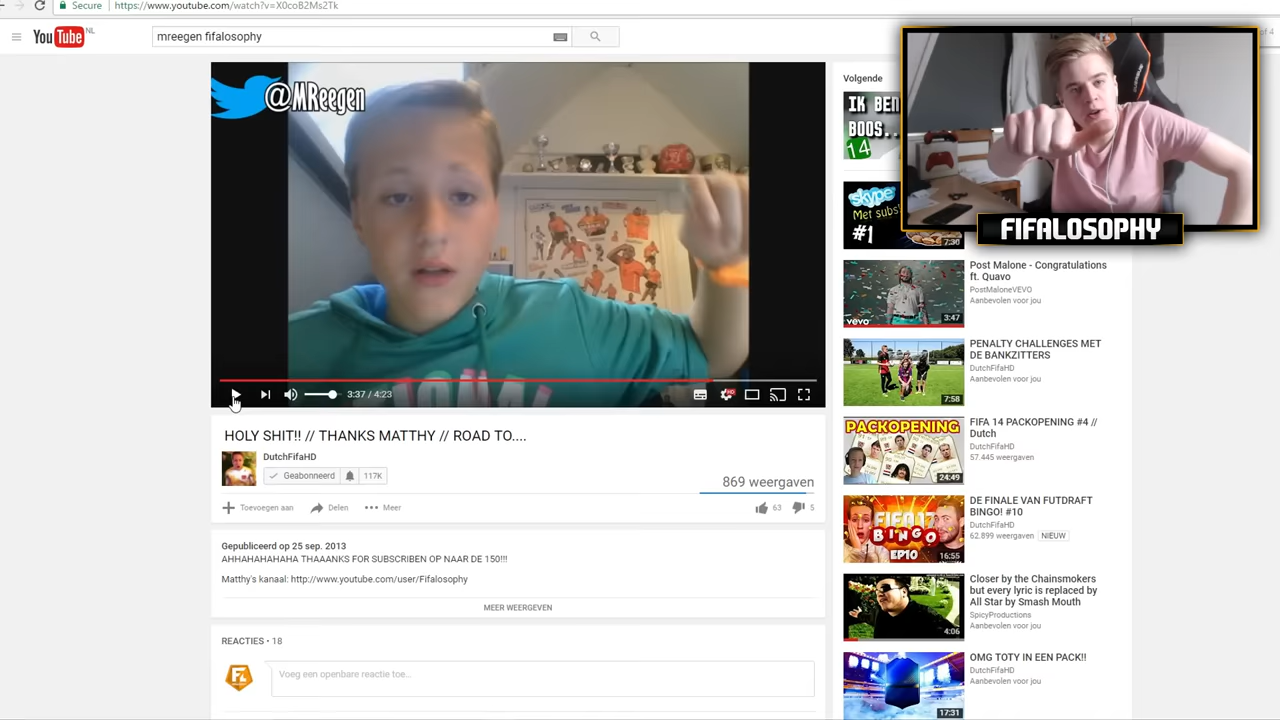 Secure
https://www.youtube.com/watch?v=X0coB2Ms2Tk
YouTube NL
mreegen fifalosophy
of 4
@MReegen
FIFALOSOPHY
3:37 / 4:23
HOLY SHIT!! // THANKS MATTHY // ROAD TO....
DutchFifaHD
Geabonneerd
117K
869 weergaven
Toevoegen aan
Delen
Meer
63
5
Gepubliceerd op 25 sep. 2013
AHHAHAHAHAHA THAAANKS FOR SUBSCRIBEN OP NAAR DE 150!!!
Matthy's kanaal: http://www.youtube.com/user/Fifalosophy
MEER WEERGEVEN
REACTIES • 18
Voeg een openbare reactie toe...
Volgende
IK BEN
BOOS..
14
skype
Met subs
#1
7:30
Post Malone - Congratulations
ft. Quavo
PostMaloneVEVO
Aanbevolen voor jou
vevo
3:47
PENALTY CHALLENGES MET
DE BANKZITTERS
DutchFifaHD
Aanbevolen voor jou
7:58
FIFA 14 PACKOPENING #4 //
Dutch
DutchFifaHD
57.445 weergaven
PACKOPENING
24:49
DE FINALE VAN FUTDRAFT
BINGO! #10
DutchFifaHD
62.899 weergaven NIEUW
FIFA 17
BINGO
EP10
16:55
Closer by the Chainsmokers
but every lyric is replaced by
All Star by Smash Mouth
SpicyProductions
Aanbevolen voor jou
4:06
OMG TOTY IN EEN PACK!!
DutchFifaHD
Aanbevolen voor jou
17:31